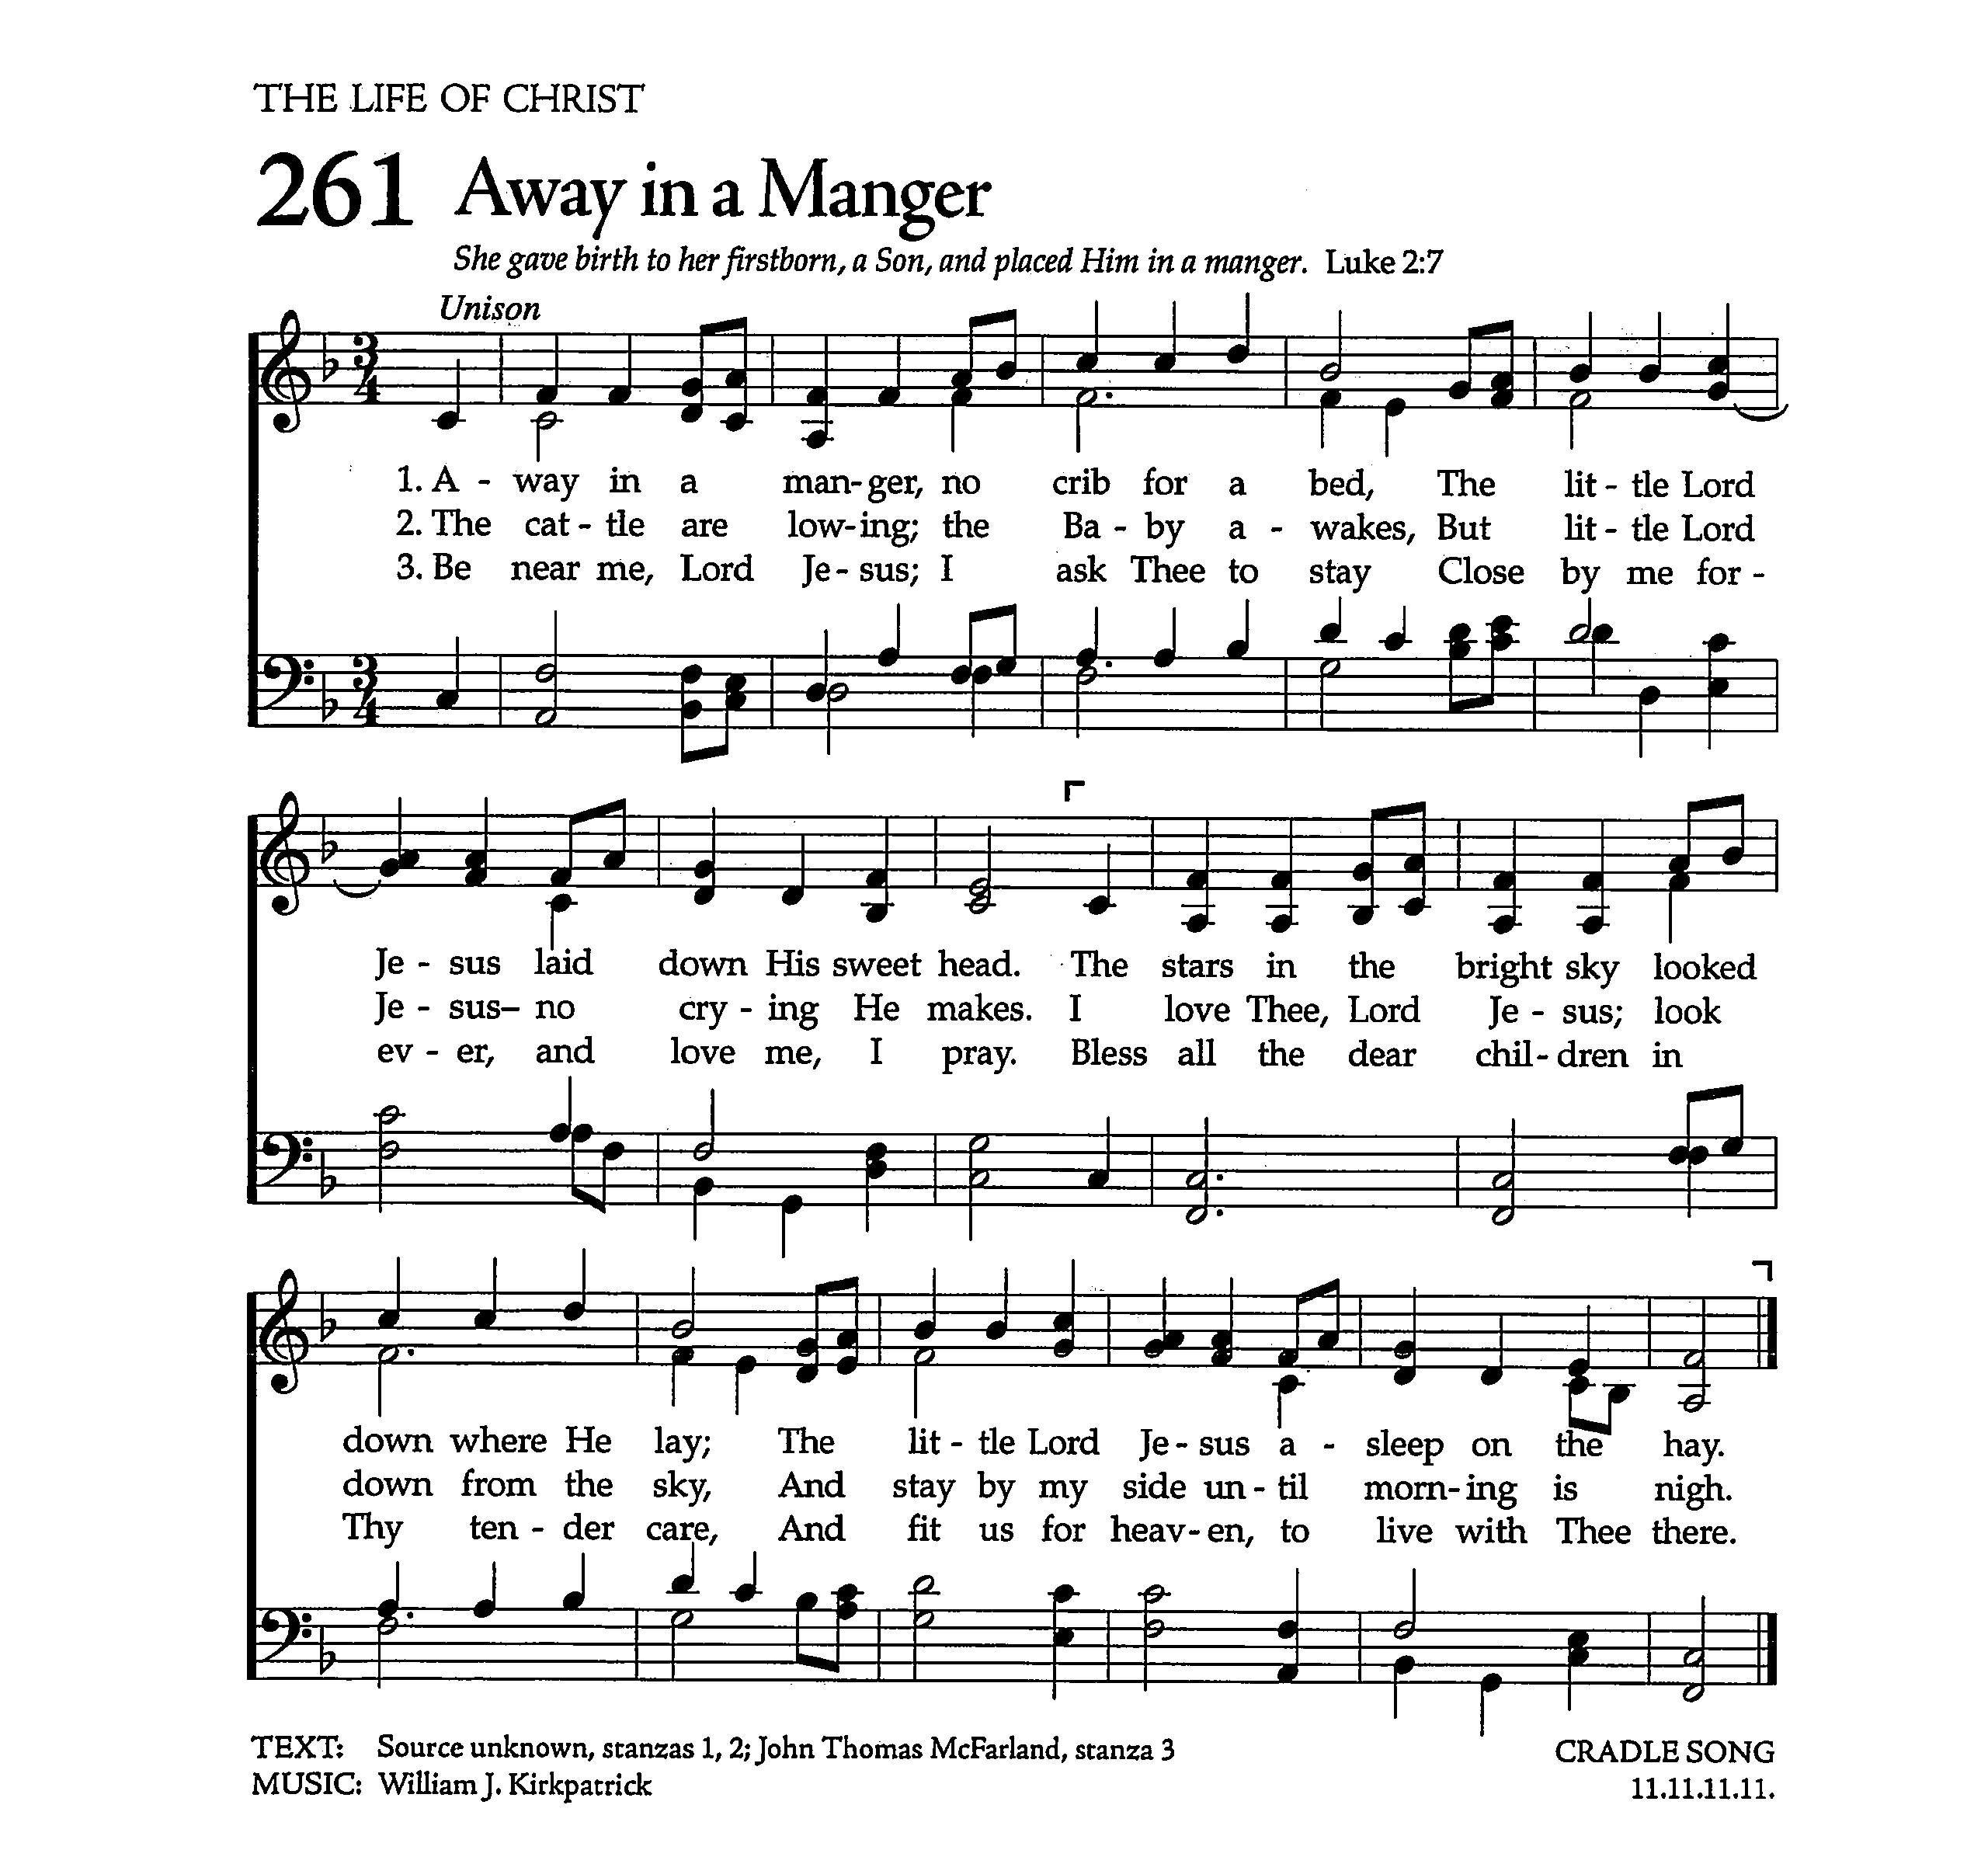 THE LIFE OF CHRIST
261 Away in a Manger
She gave birth to her firstborn, a Son, and placed Him in a manger. Luke 2:7
Unison
1. A - way in a man- ger, no crib for a bed, The lit - tle Lord
2. The cat - tle are low-ing; the Ba - by a - wakes, But lit - tle Lord
3. Be near me, Lord Je - sus; I ask Thee to stay Close by me for -
Je - sus laid down His sweet head. The stars in the bright sky looked
Je - sus– no cry - ing He makes. I love Thee, Lord Je - sus; look
ev - er, and love me, I pray. Bless all the dear chil- dren in
down where He lay; The lit - tle Lord Je - sus a - sleep on the hay.
down from the sky, And stay by my side un - til morn- ing is nigh.
Thy ten - der care, And fit us for heav- en, to live with Thee there.
TEXT: Source unknown, stanzas 1, 2; John Thomas McFarland, stanza 3
MUSIC: William J. Kirkpatrick
CRADLE SONG
11.11.11.11.